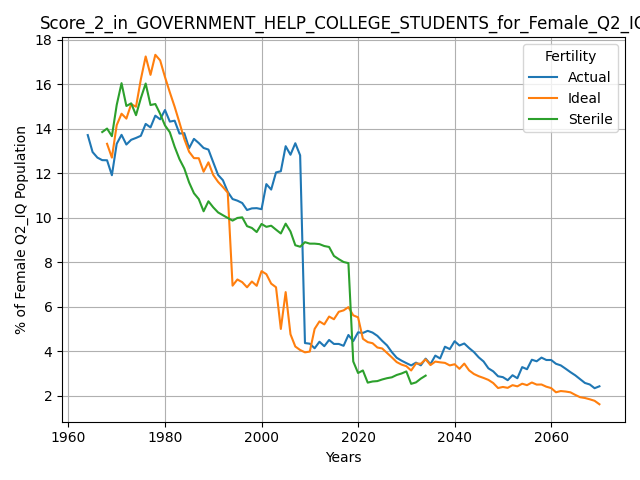 Score_2_in_GOVERNMENT_HELP_COLLEGE_STUDENTS_for_Female_Q2_IQ
Fertility
Actual
Ideal
Sterile
% of Female Q2_IQ Population
18
16
14
12
10
8
6
4
2
1960 1980 2000 2020 2040 2060
Years